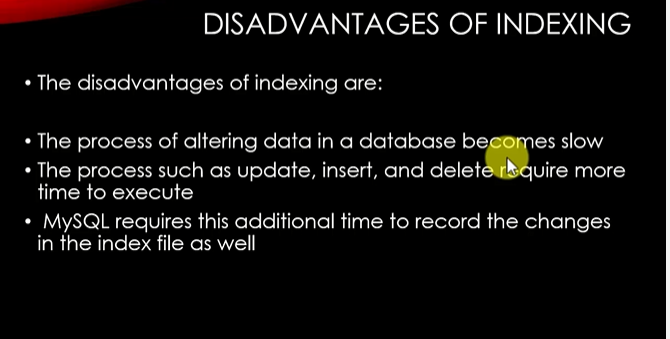 DISADVANTAGES OF INDEXING
• The disadvantages of indexing are:
• The process of altering data in a database becomes slow
• The process such as update, insert, and delete require more
time to execute
• MySQL requires this additional time to record the changes
in the index file as well